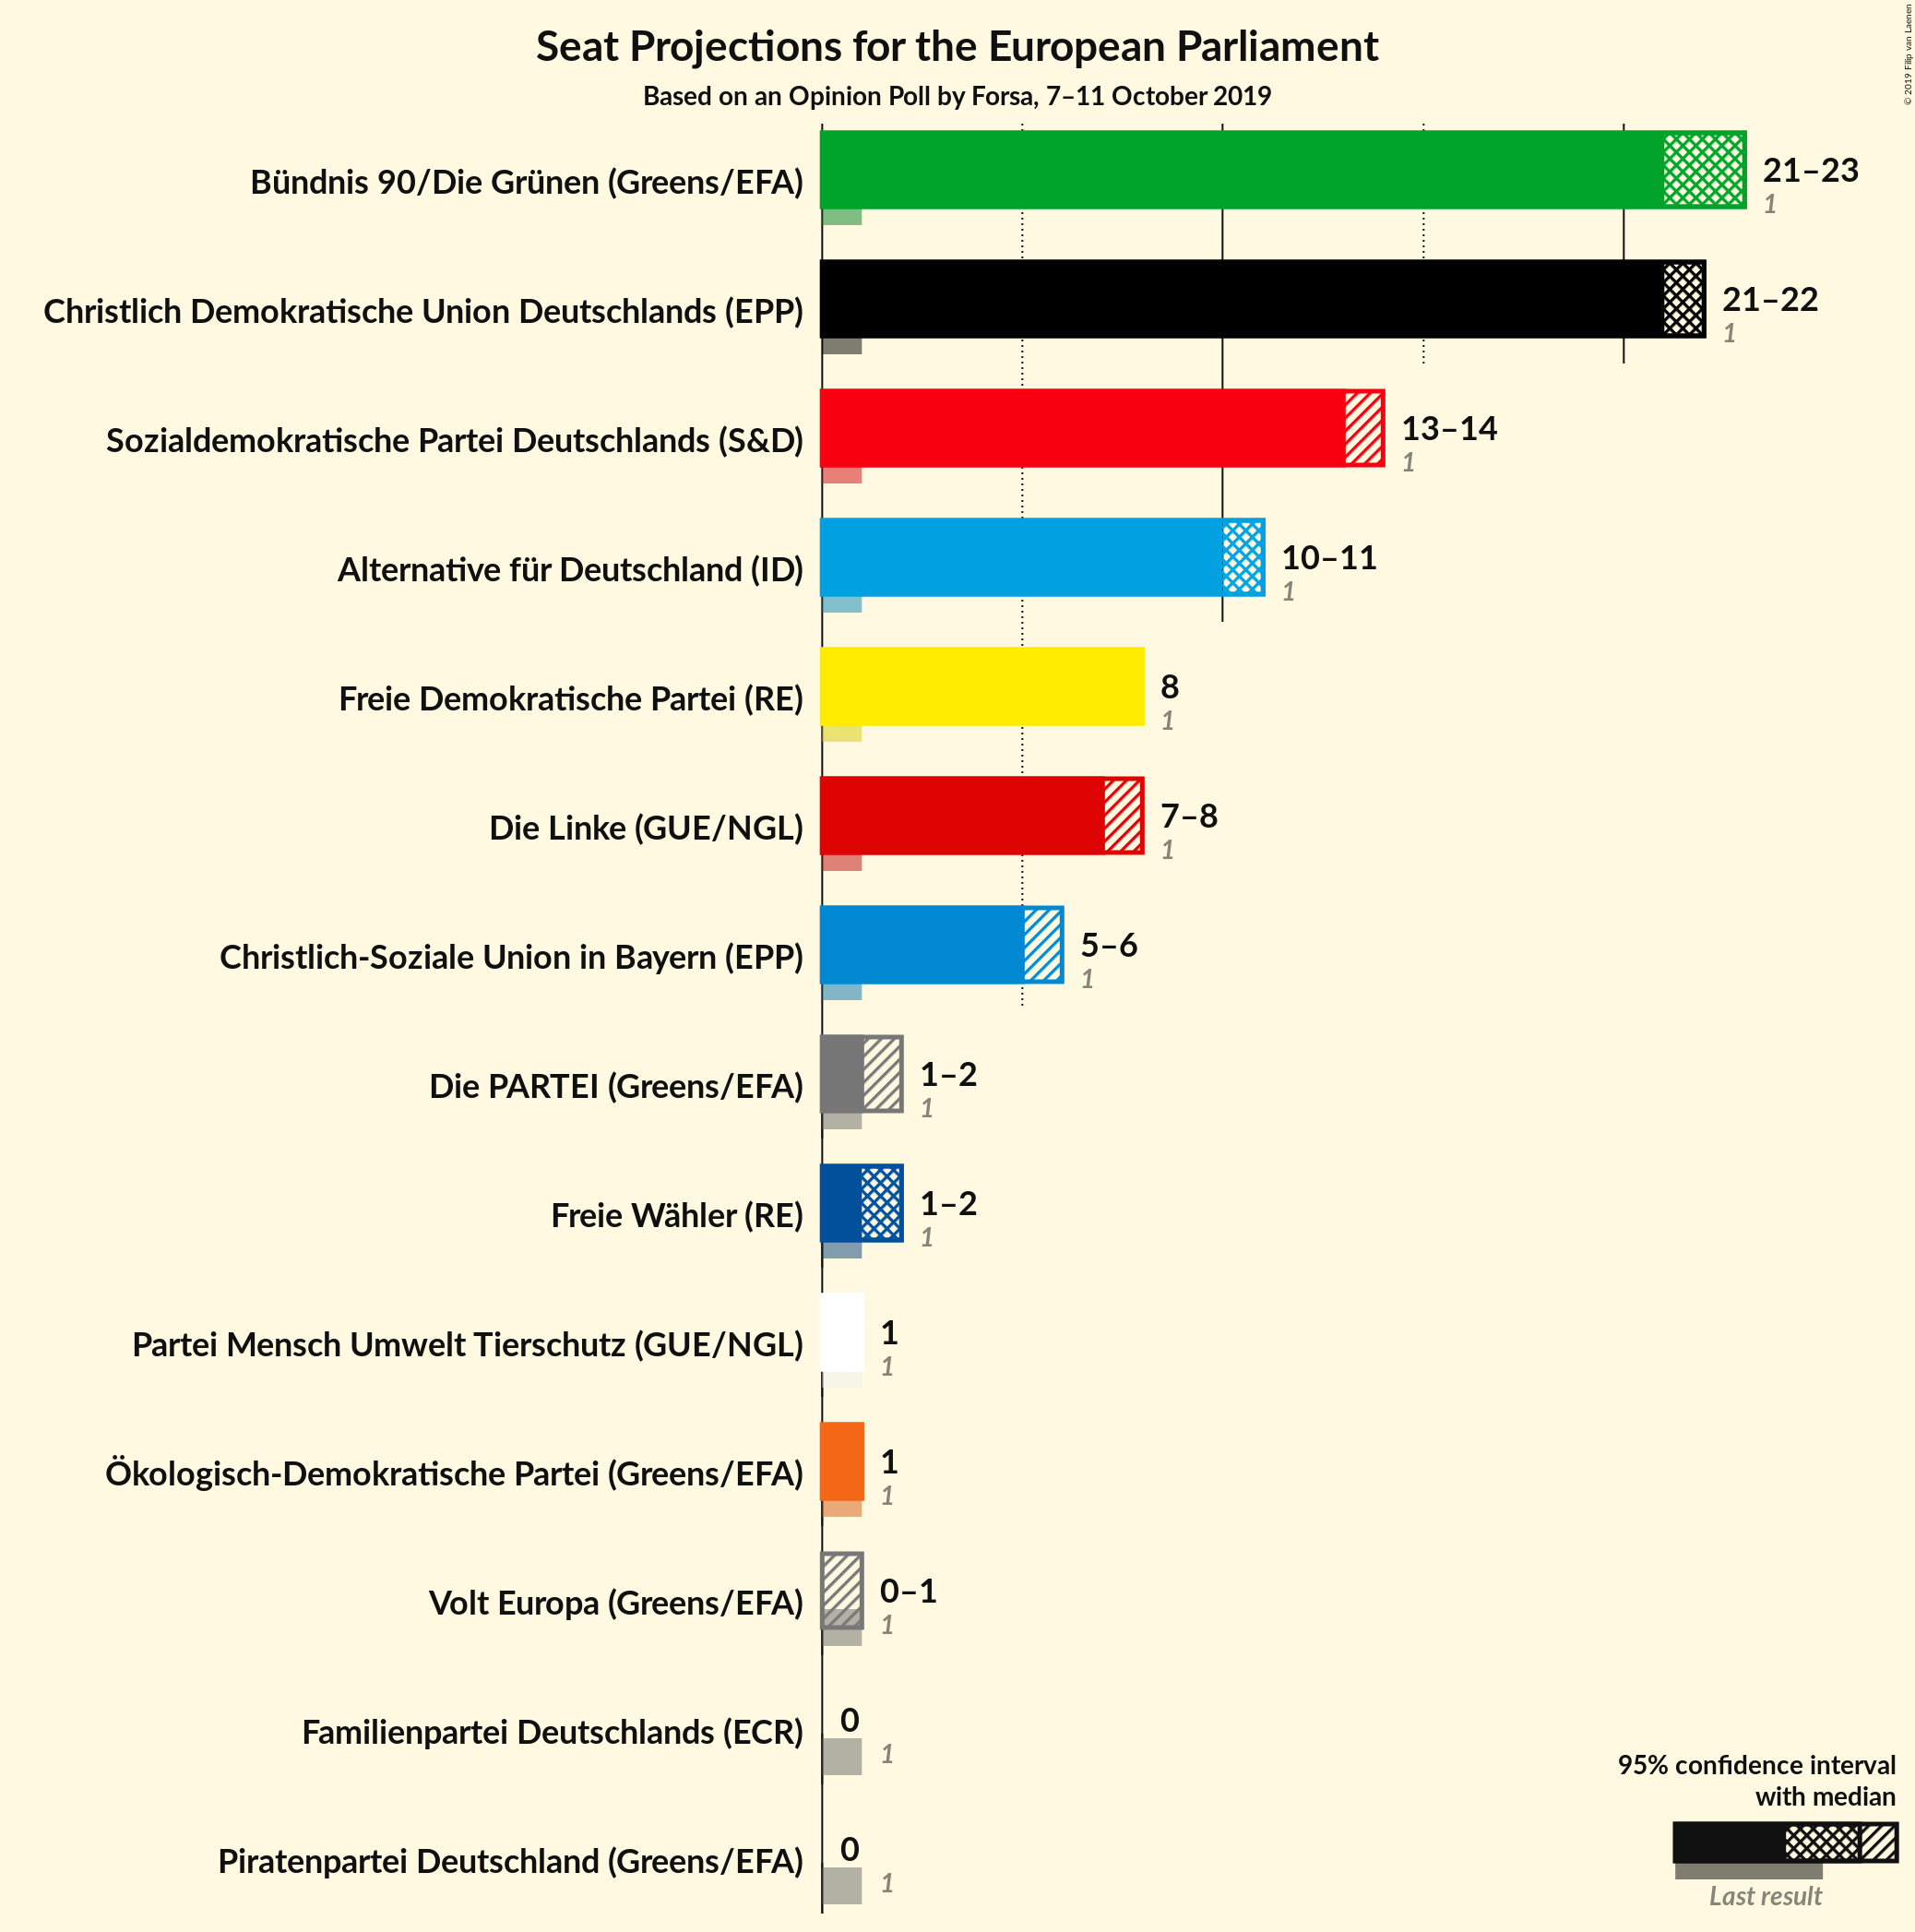 Seat Projections for the European Parliament
Based on an Opinion Poll by Forsa, 7–11 October 2019
© 2019 Filip van Laenen
Bündnis 90/Die Grünen (Greens/EFA)
21–23
1
Christlich Demokratische Union Deutschlands (EPP)
21–22
1
Sozialdemokratische Partei Deutschlands (S&D)
13–14
1
Alternative für Deutschland (ID)
10–11
1
Freie Demokratische Partei (RE)
8
1
Die Linke (GUE/NGL)
7–8
1
Christlich-Soziale Union in Bayern (EPP)
5–6
1
Die PARTEI (Greens/EFA)
1–2
1
Freie Wähler (RE)
1–2
1
Partei Mensch Umwelt Tierschutz (GUE/NGL)
1
1
Ökologisch-Demokratische Partei (Greens/EFA)
1
1
Volt Europa (Greens/EFA)
0–1
1
Familienpartei Deutschlands (ECR)
0
1
Piratenpartei Deutschland (Greens/EFA)
0
1
95% confidence interval
with median
Last result